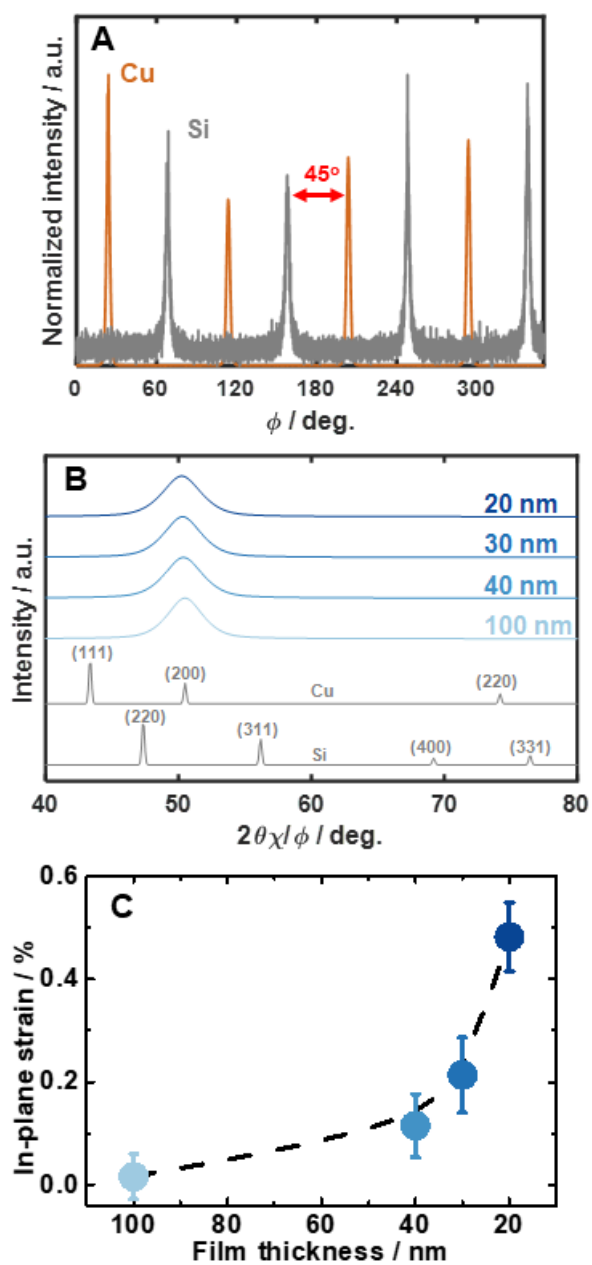 A
Cu
Si
45°
Normalized intensity / a.u.
0 60 120 180 240 300
ϕ / deg.
B
20 nm
30 nm
40 nm
100 nm
(111)
(200)
(220)
Cu
(220)
(311)
(400)
(331)
Si
Intensity / a.u.
40 50 60 70 80
2θχ/ϕ / deg.
C
0.6
0.4
0.2
0.0
In-plane strain / %
100 80 60 40 20
Film thickness / nm